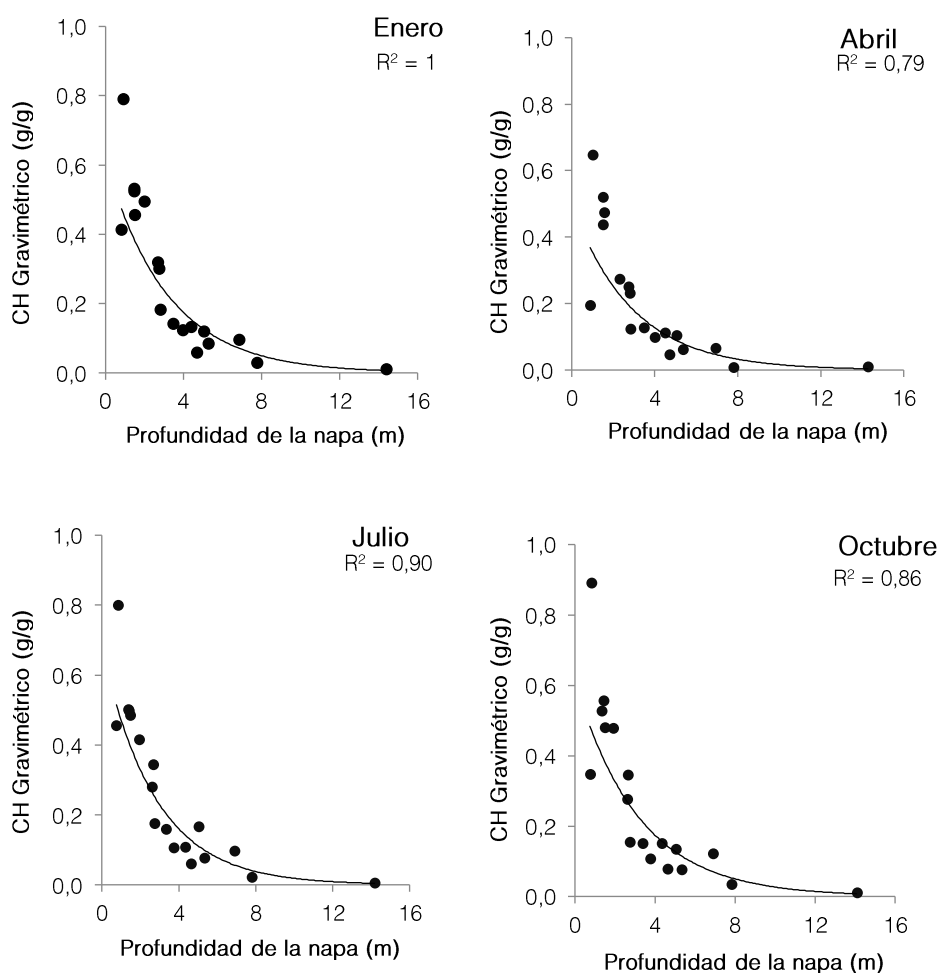 Enero
R² = 1
CH Gravimétrico (g/g)
1,0
0,8
0,6
0,4
0,2
0,0
0 4 8 12 16
Profundidad de la napa (m)
Abril
R² = 0,79
CH Gravimétrico (g/g)
1,0
0,8
0,6
0,4
0,2
0,0
0 4 8 12 16
Profundidad de la napa (m)
Julio
R² = 0,90
CH Gravimétrico (g/g)
1,0
0,8
0,6
0,4
0,2
0,0
0 4 8 12 16
Profundidad de la napa (m)
Octubre
R² = 0,86
CH Gravimétrico (g/g)
1,0
0,8
0,6
0,4
0,2
0,0
0 4 8 12 16
Profundidad de la napa (m)